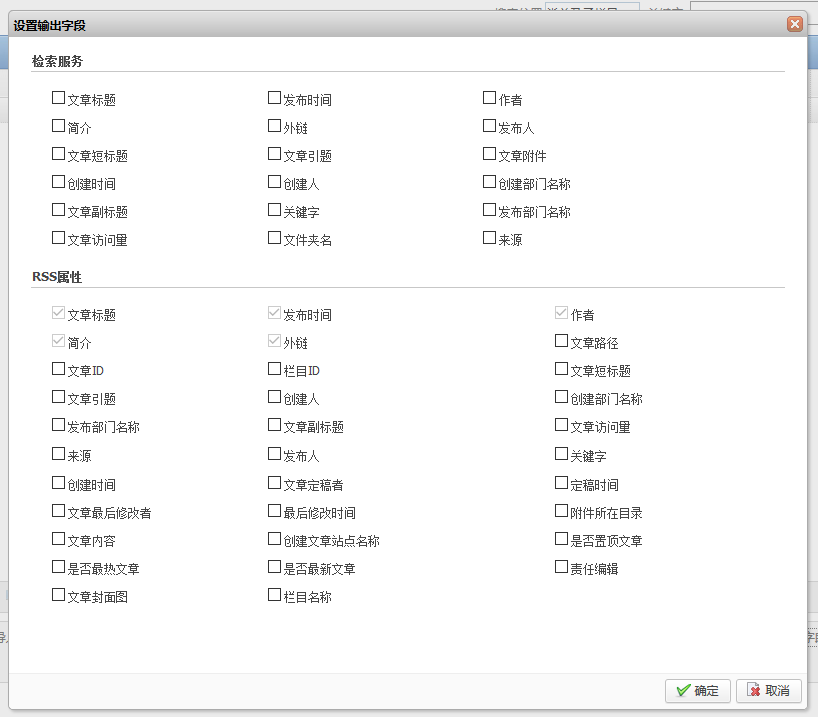 设置输出字段
检索服务
文章标题 发布时间 作者
简介 外链 发布人
文章短标题 文章引题 文章附件
创建时间 创建人 创建部门名称
文章副标题 关键字 发布部门名称
文章访问量 文件夹名 来源
RSS属性
文章标题 发布时间 作者
简介 外链 文章路径
文章ID 栏目ID 文章短标题
文章引题 创建人 创建部门名称
发布部门名称 文章副标题 文章访问量
来源 发布人 关键字
创建时间 文章定稿者 定稿时间
文章最后修改者 最后修改时间 附件所在目录
文章内容 创建文章站点名称 是否置顶文章
是否最热文章 是否最新文章 责任编辑
文章封面图 栏目名称
确定 取消